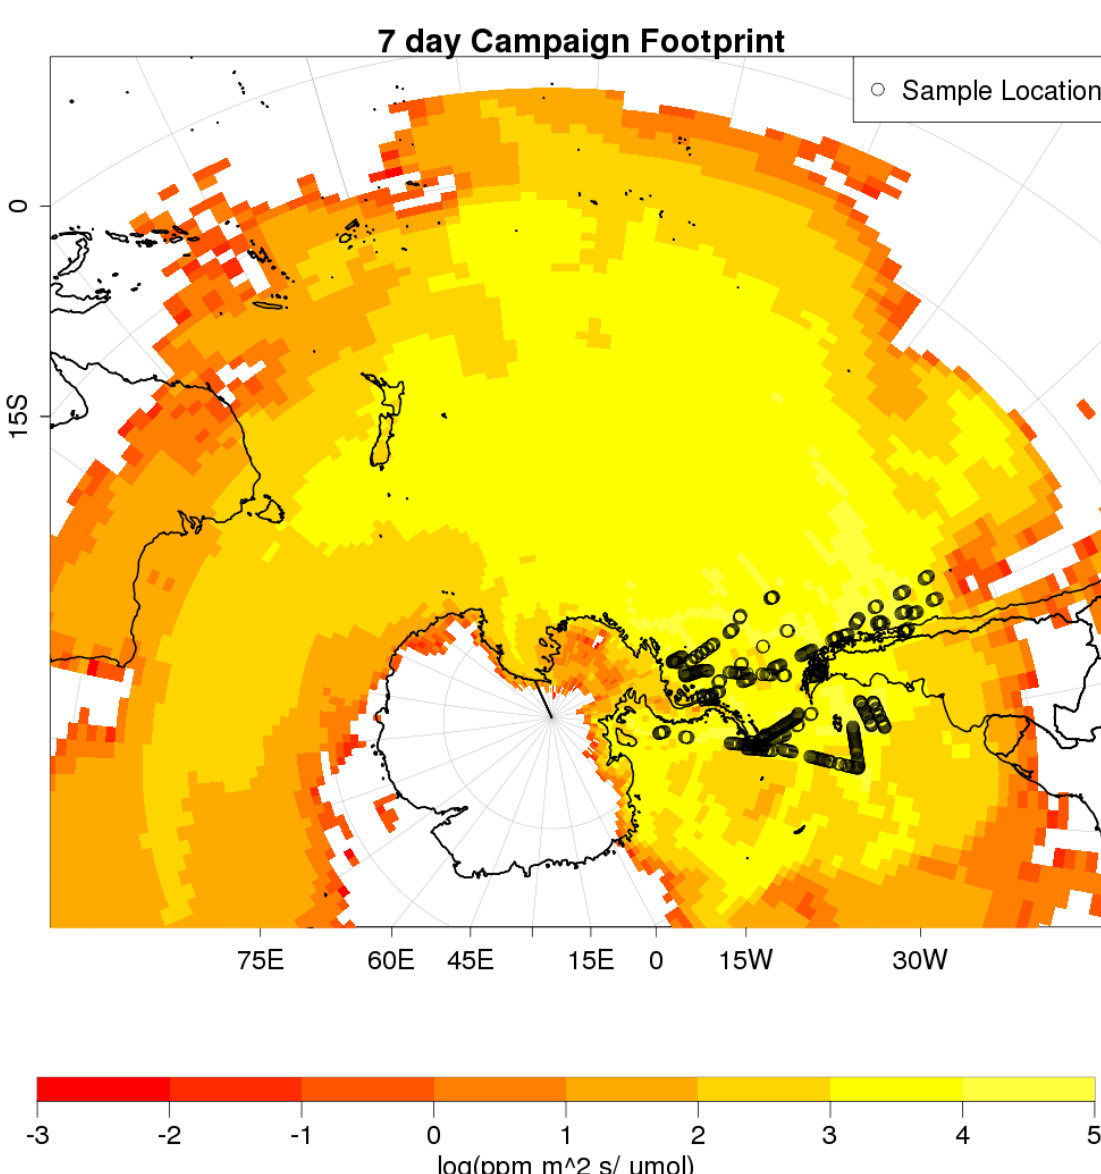 7 day Campaign Footprint
Sample Location
0
15S
75E 60E 45E 15E 0 15W 30W
-3 -2 -1 0 1 2 3 4 5
log(ppm m^2 s/ umol)